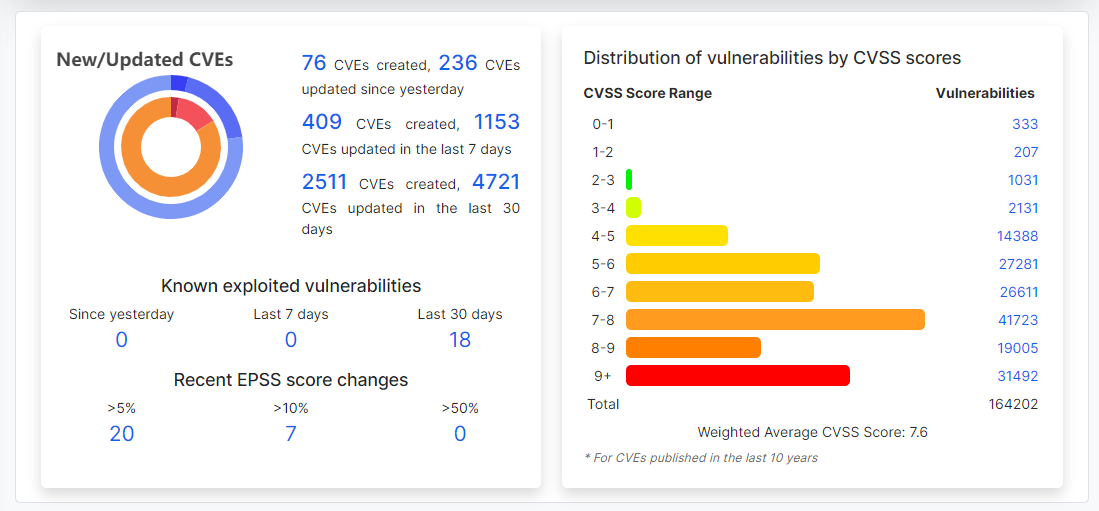 New/Updated CVEs
76 CVEs created, 236 CVEs
updated since yesterday
409 CVEs created, 1153
CVEs updated in the last 7 days
2511 CVEs created, 4721
CVEs updated in the last 30
days
Known exploited vulnerabilities
Since yesterday Last 7 days Last 30 days
0 0 18
Recent EPSS score changes
>5% >10% >50%
20 7 0
Distribution of vulnerabilities by CVSS scores
CVSS Score Range Vulnerabilities
0-1 333
1-2 207
2-3 1031
3-4 2131
4-5 14388
5-6 27281
6-7 26611
7-8 41723
8-9 19005
9+ 31492
Total 164202
Weighted Average CVSS Score: 7.6
* For CVEs published in the last 10 years